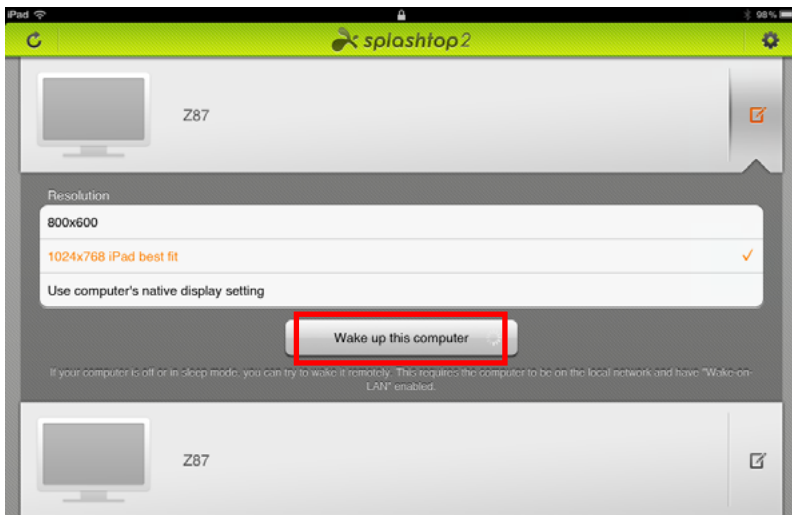 iPad 98%
splashtop2
Z87
Resolution
800x600
1024x768 iPad best fit
Use computer's native display setting
Wake up this computer
If your computer is off or in sleep mode, you can try to wake it remotely. This requires the computer to be on the local network and have "Wake-on-
LAN" enabled.
Z87